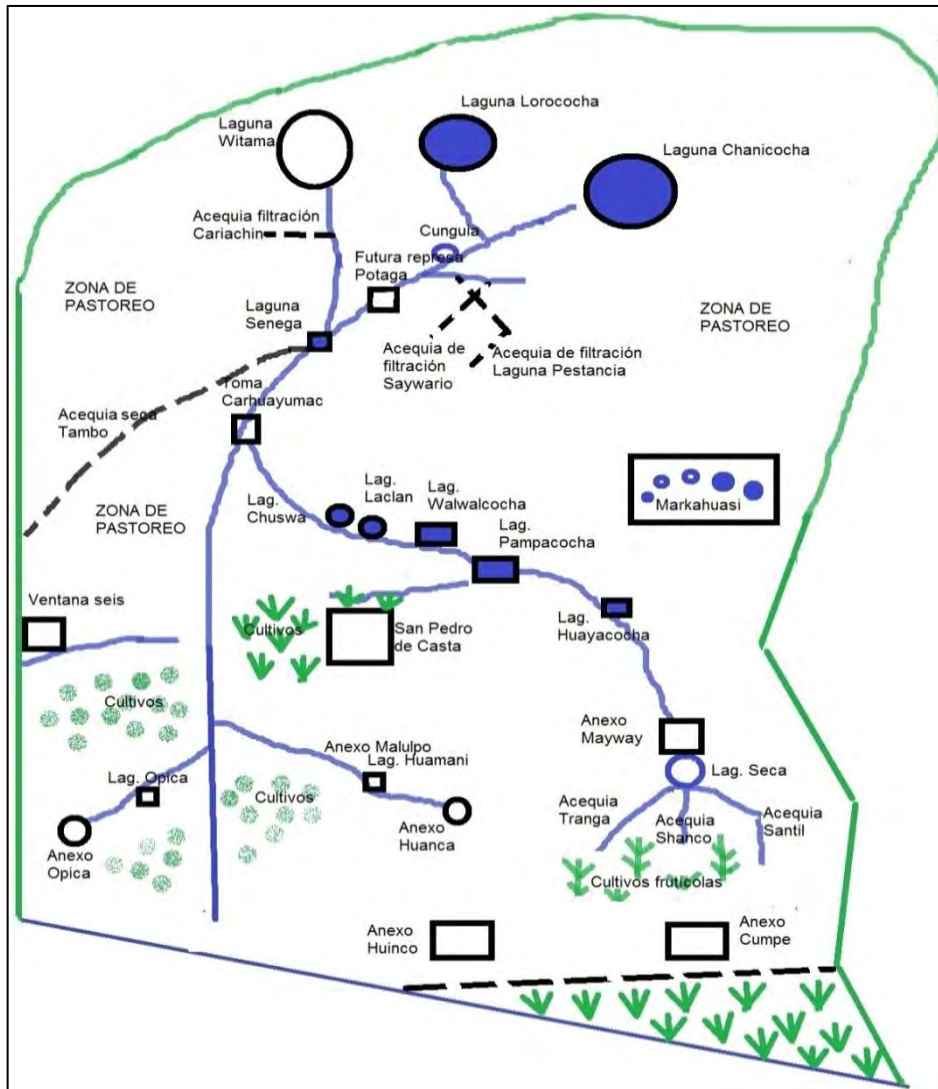 Laguna Lorococha
Laguna
Witama
Laguna Chanicocha
Acequia filtración
Cariachin
Cunguia
Futura represa
Potaga
ZONA DE
PASTOREO
Laguna
Senega
ZONA DE
PASTOREO
Acequia de
filtración
Saywario
Acequia de filtración
Laguna Pestancia
Toma
Carhuayumac
Acequia seca
Tambo
Lag.
Chuswa
Lag.
Laclan
Lag.
Walwalcocha
Lag.
Pampacocha
Markahuasi
ZONA DE
PASTOREO
Ventana seis
Cultivos
San Pedro
de Casta
Lag.
Huayacocha
Cultivos
Anexo
Mayway
Anexo Malulpo
Lag. Huamani
Lag. Opica
Cultivos
Lag. Seca
Acequia
Tranga
Acequia
Shanco
Acequia
Santil
Anexo
Opica
Anexo
Huanca
Cultivos frutícolas
Anexo
Huinco
Anexo
Cumpe